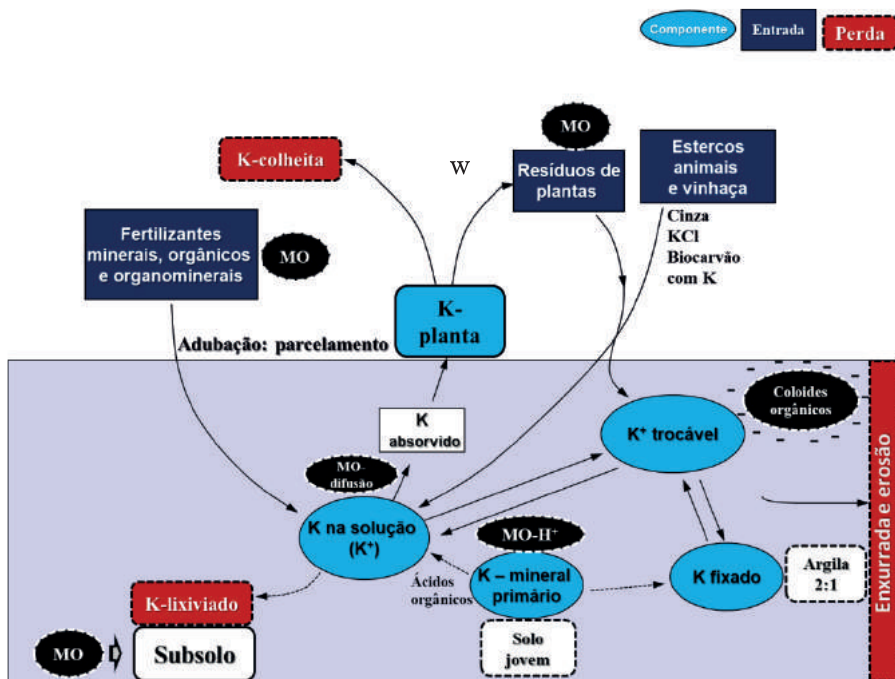 Componente
Entrada
Perda
MO
K-colheita
w
Resíduos de
plantas
Estercos
animais
e vinhaça
Cinza
KCl
Biocarvão
com K
Fertilizantes
minerais, orgânicos
e organominerais
MO
K-
planta
Adubação: parcelamento
K
absorvido
Coloides
orgânicos
K⁺ trocável
MO-
difusão
K na solução
(K⁺)
MO-H⁺
Ácidos
orgânicos
K – mineral
primário
K fixado
Argila
2:1
K-lixiviado
Solo
jovem
MO
Subsolo
Enxurrada e erosão